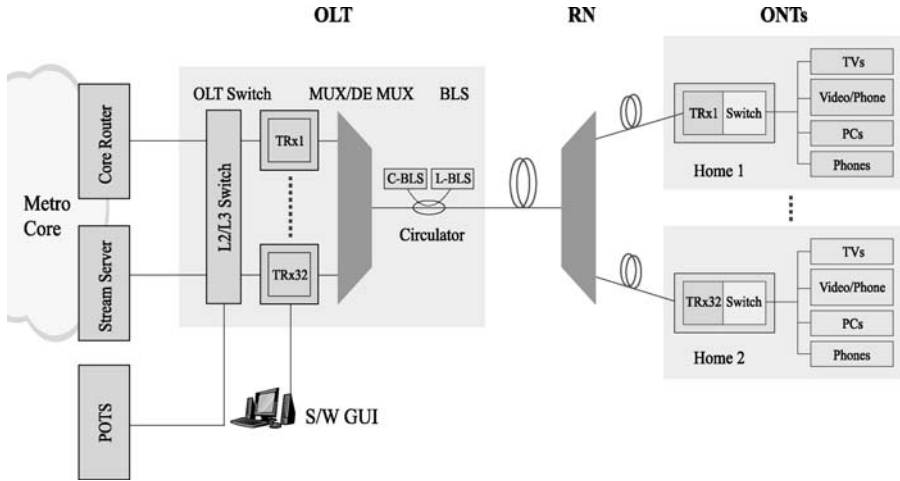 OLT
RN
ONTs
OLT Switch
MUX/DE MUX
BLS
Metro
Core
Core Router
Stream Server
POTS
L2/L3 Switch
TRx1
TRx32
C-BLS
L-BLS
Circulator
S/W GUI
TRx1
Switch
Home 1
TVs
Video/Phone
PCs
Phones
TRx32
Switch
Home 2
TVs
Video/Phone
PCs
Phones